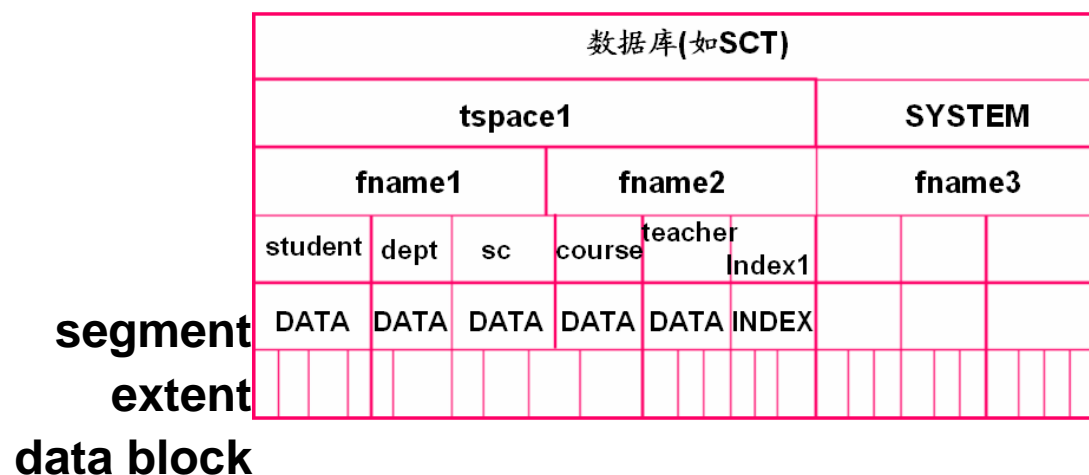 数据库(如SCT)
tspace1 SYSTEM
fname1 fname2 fname3
student dept sc course teacher Index1
segment DATA DATA DATA DATA DATA INDEX
extent
data block